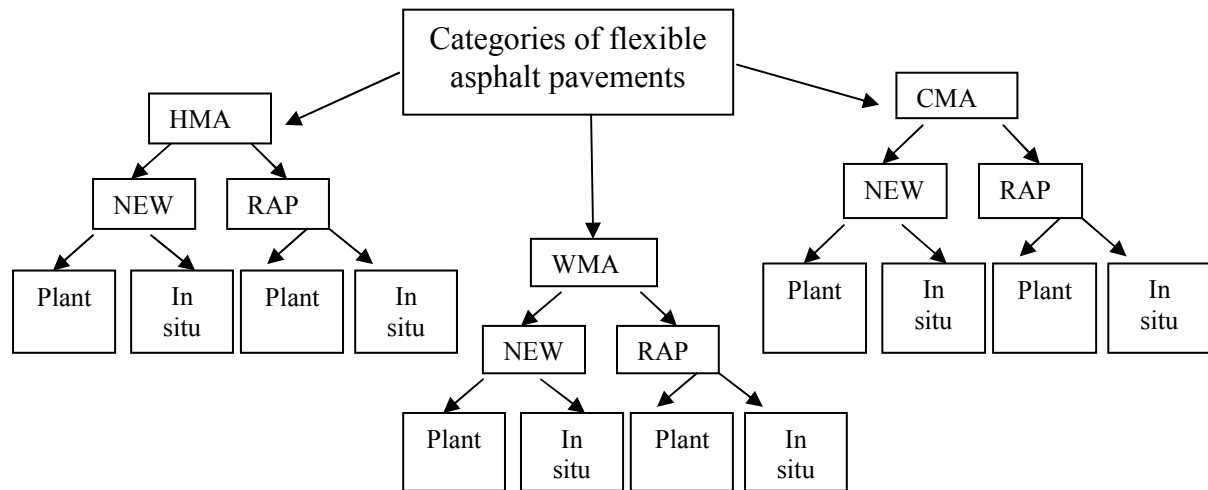 Categories of flexible
asphalt pavements
HMA
CMA
NEW
RAP
NEW
RAP
Plant
In
situ
Plant
In
situ
WMA
Plant
In
situ
Plant
In
situ
NEW
RAP
Plant
In
situ
Plant
In
situ